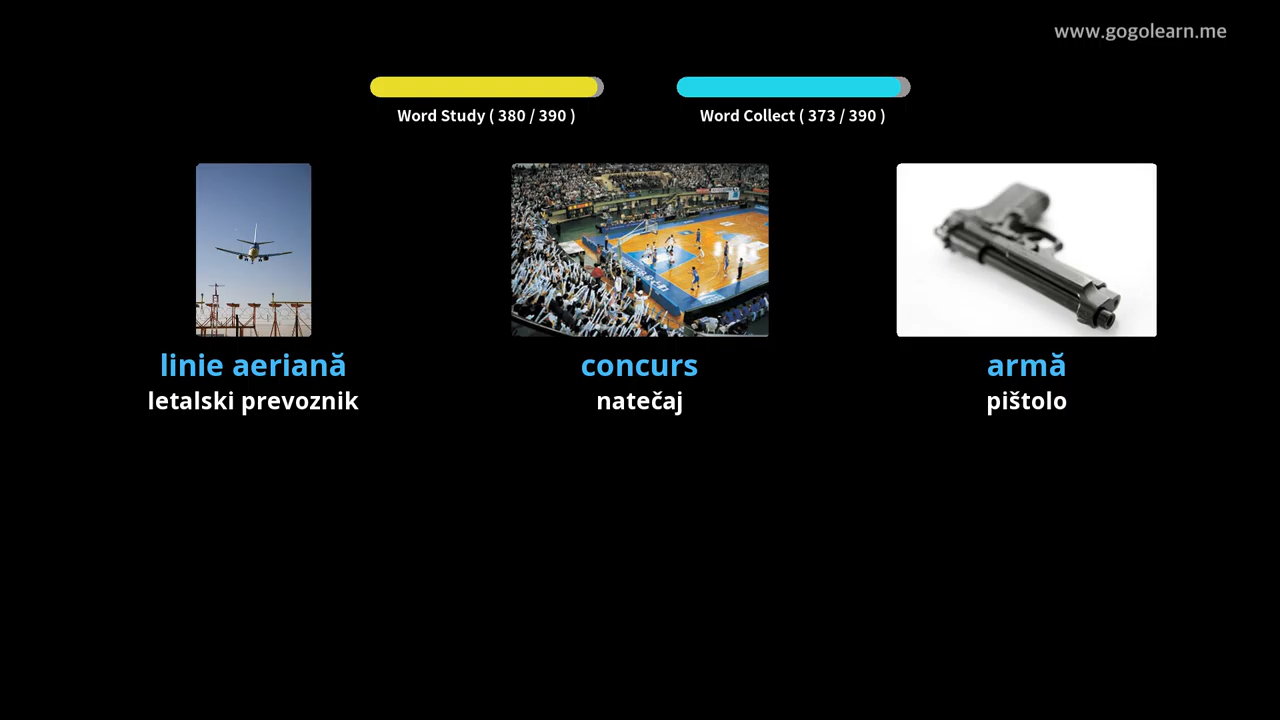 www.gogolearn.me
Word Study ( 380 / 390 )
Word Collect ( 373 / 390 )
linie aeriană
letalski prevoznik
concurs
natečaj
armă
pištolo